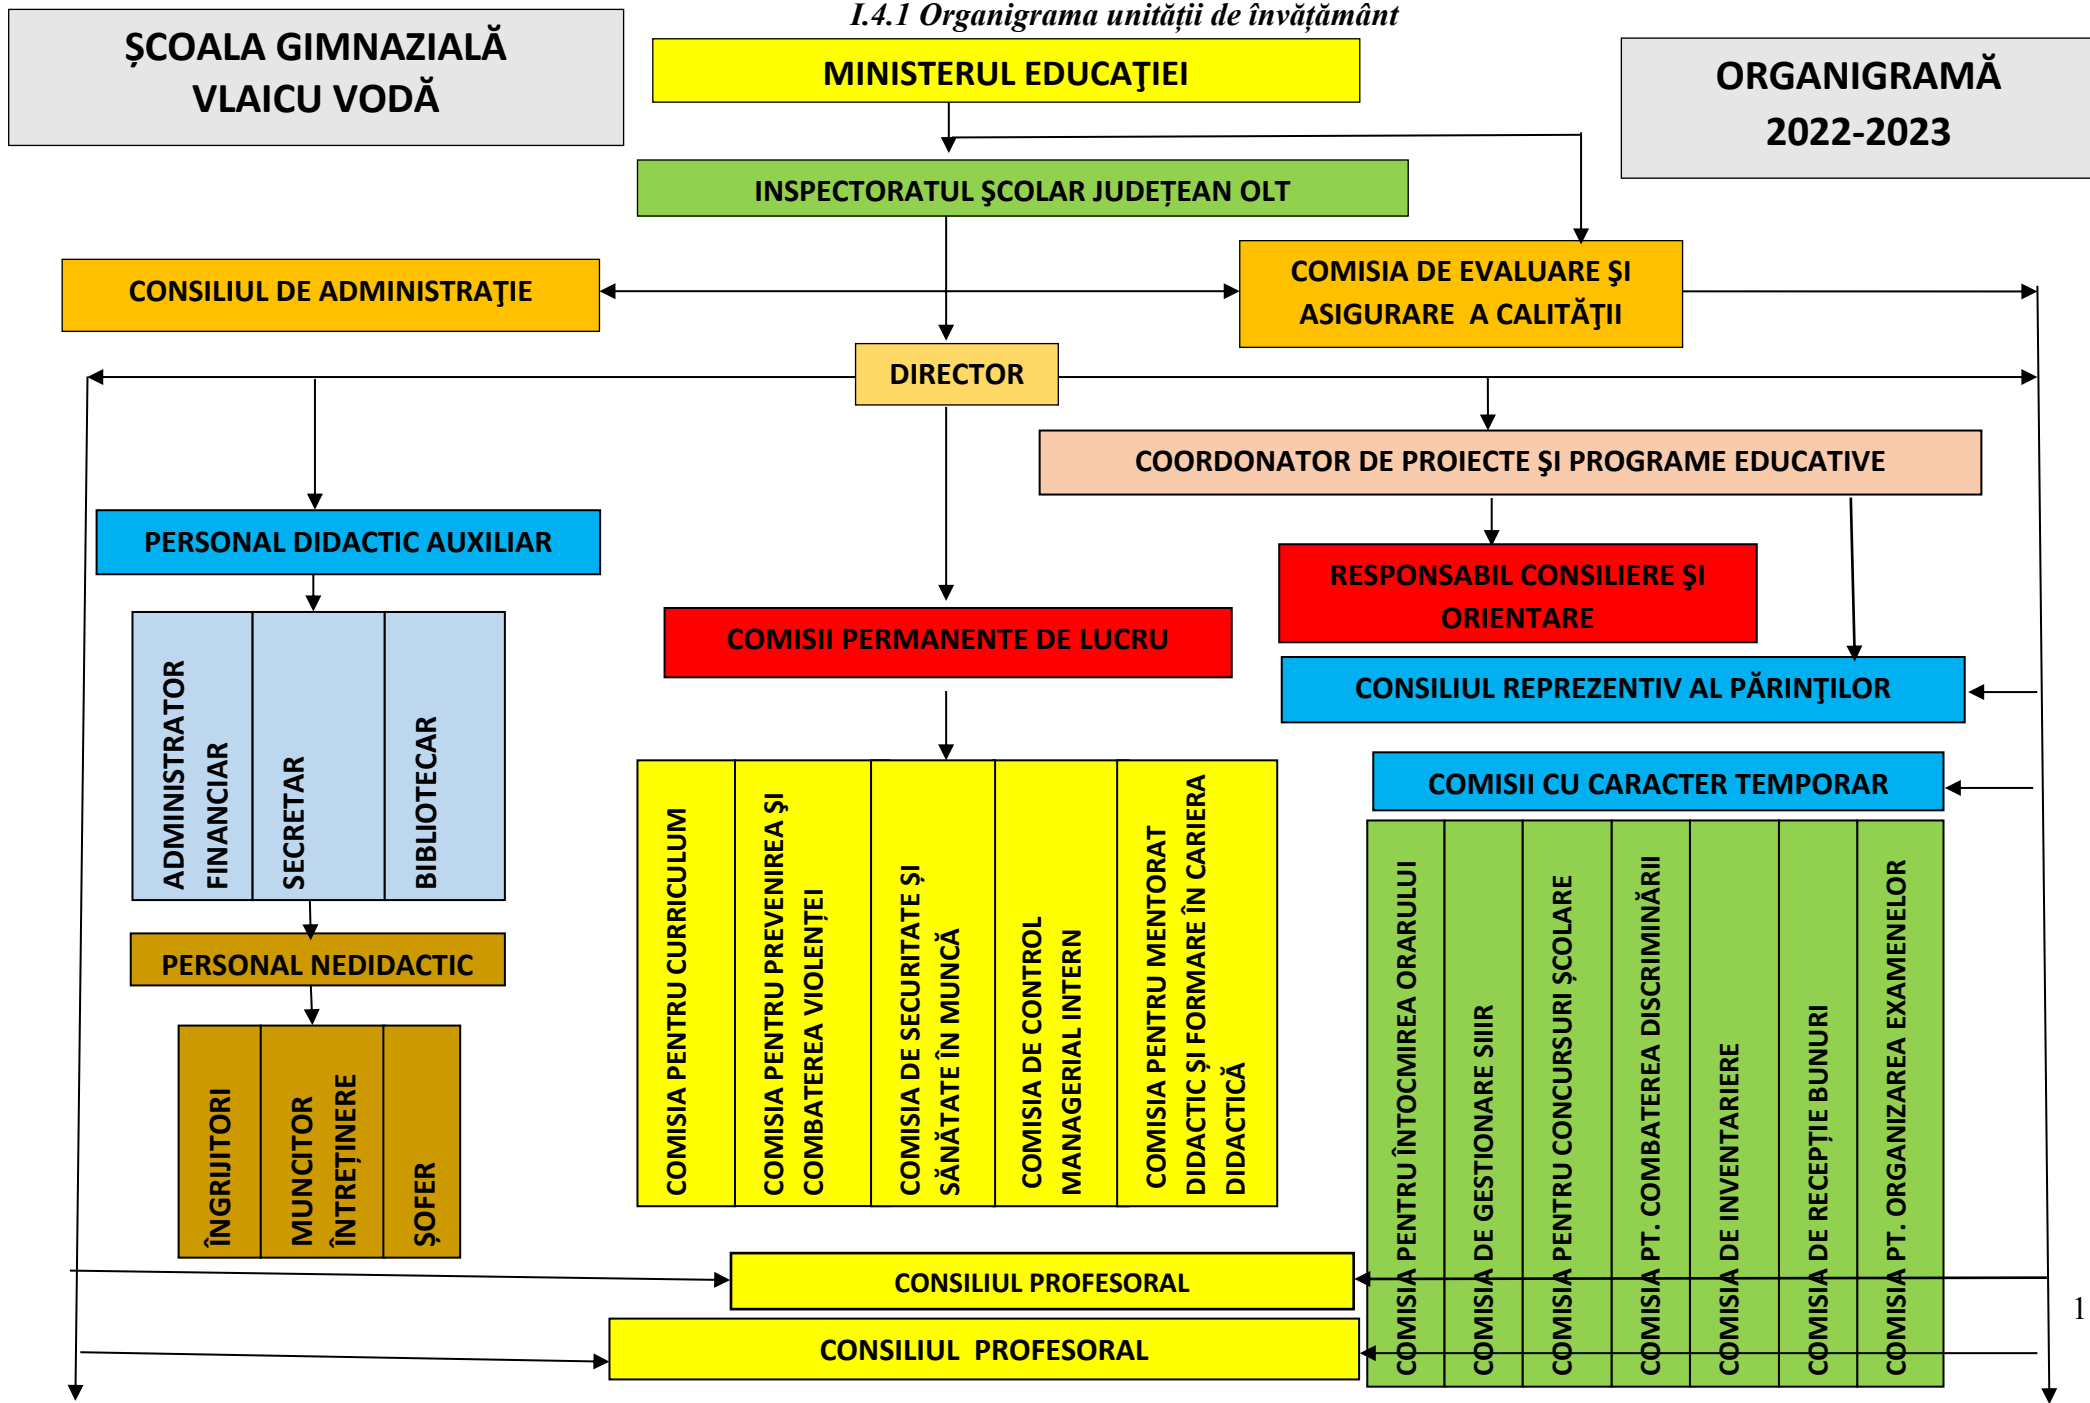 I.4.1 Organigrama unității de învățământ
ȘCOALA GIMNAZIALĂ
VLAICU VODĂ
MINISTERUL EDUCAŢIEI
ORGANIGRAMĂ
2022-2023
INSPECTORATUL ŞCOLAR JUDEȚEAN OLT
CONSILIUL DE ADMINISTRAŢIE
COMISIA DE EVALUARE ŞI
ASIGURARE A CALITĂŢII
DIRECTOR
COORDONATOR DE PROIECTE ŞI PROGRAME EDUCATIVE
PERSONAL DIDACTIC AUXILIAR
RESPONSABIL CONSILIERE ŞI
ORIENTARE
COMISII PERMANENTE DE LUCRU
CONSILIUL REPREZENTIV AL PĂRINŢILOR
ADMINISTRATOR
FINANCIAR
SECRETAR
BIBLIOTECAR
COMISII CU CARACTER TEMPORAR
PERSONAL NEDIDACTIC
ÎNGRIJITORI
MUNCITOR
ÎNTREȚINERE
ȘOFER
COMISIA PENTRU CURRICULUM
COMISIA PENTRU PREVENIREA ŞI
COMBATEREA VIOLENȚEI
COMISIA DE SECURITATE ȘI
SĂNĂTATE ÎN MUNCĂ
COMISIA DE CONTROL
MANAGERIAL INTERN
COMISIA PENTRU MENTORAT
DIDACTIC ȘI FORMARE ÎN CARIERA
DIDACTICĂ
COMISIA PENTRU ÎNTOCMIREA ORARULUI
COMISIA DE GESTIONARE SIIIR
COMISIA PENTRU CONCURSURI ȘCOLARE
COMISIA PT. COMBATEREA DISCRIMINĂRII
COMISIA DE INVENTARIERE
COMISIA DE RECEPȚIE BUNURI
COMISIA PT. ORGANIZAREA EXAMENELOR
CONSILIUL PROFESORAL
CONSILIUL PROFESORAL
1